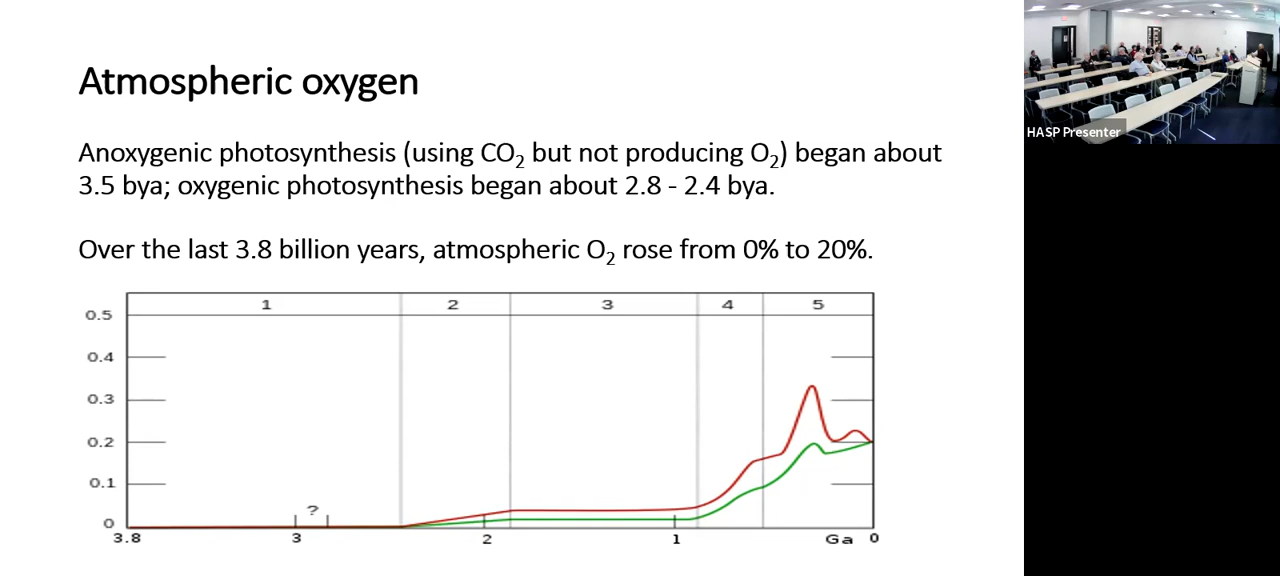 Atmospheric oxygen
Anoxygenic photosynthesis (using CO₂ but not producing O₂) began about
3.5 bya; oxygenic photosynthesis began about 2.8 - 2.4 bya.
Over the last 3.8 billion years, atmospheric O₂ rose from 0% to 20%.
1 2 3 4 5
0.5
0.4
0.3
0.2
0.1
?
0
3.8 3 2 1 Ga 0
HASP Presenter